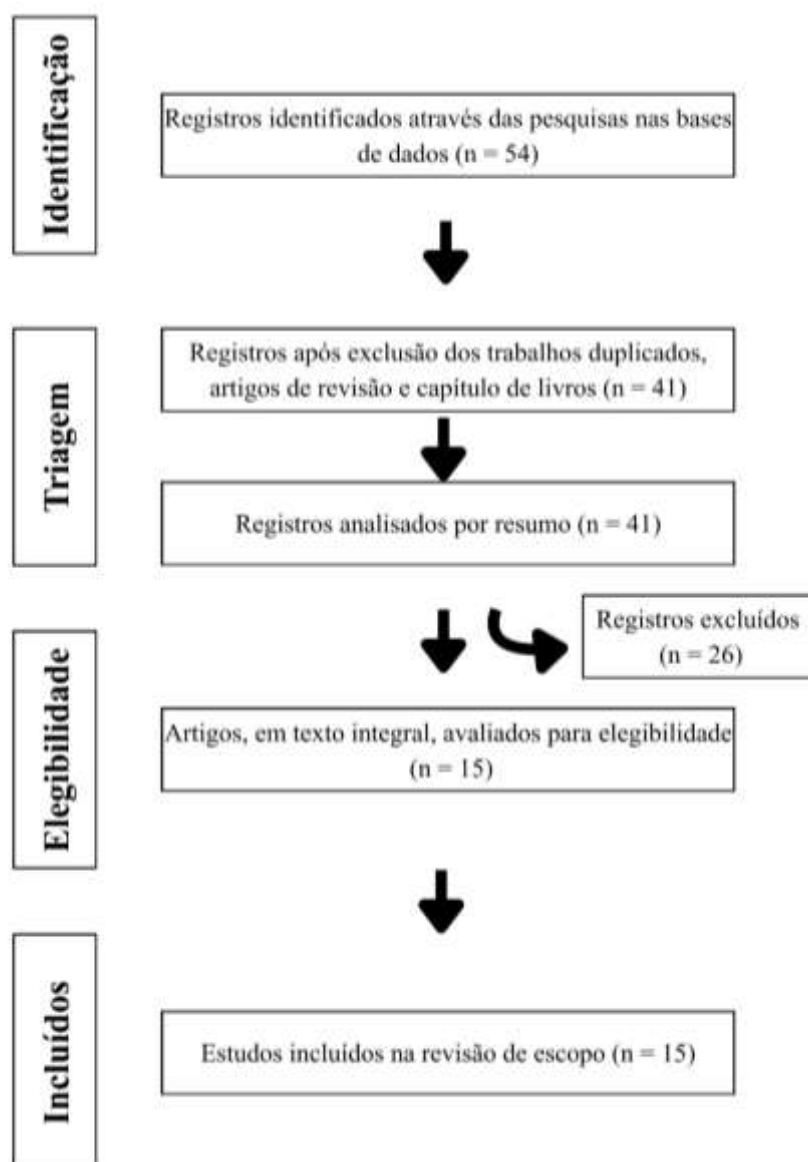 Identificação
Registros identificados através das pesquisas nas bases
de dados (n = 54)
Triagem
Registros após exclusão dos trabalhos duplicados,
artigos de revisão e capítulo de livros (n = 41)
Registros analisados por resumo (n = 41)
Registros excluídos
(n = 26)
Elegibilidade
Artigos, em texto integral, avaliados para elegibilidade
(n = 15)
Incluídos
Estudos incluídos na revisão de escopo (n = 15)